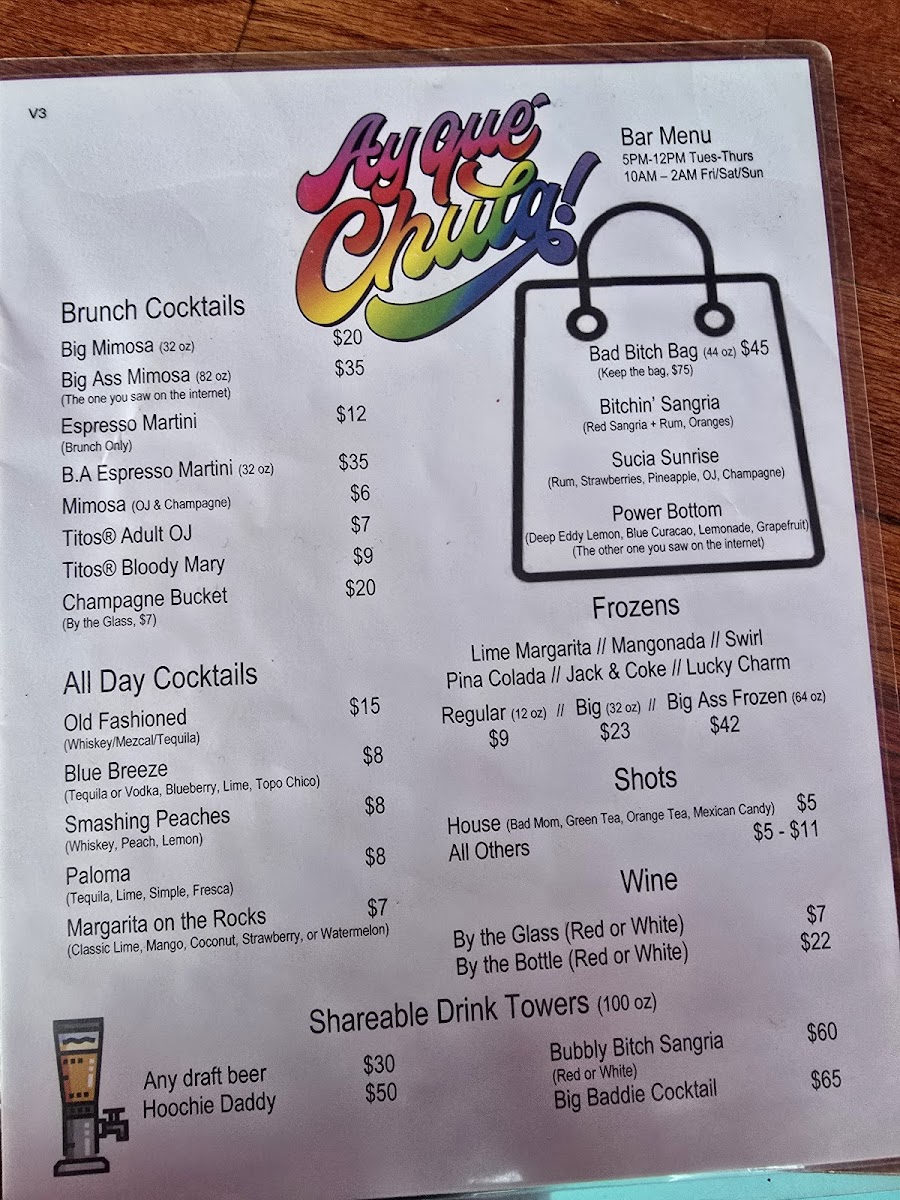 V3
Ay que
Chula!
Bar Menu
5PM-12PM Tues-Thurs
10AM – 2AM Fri/Sat/Sun
Brunch Cocktails
Big Mimosa (32 oz) $20
Big Ass Mimosa (82 oz) $35
(The one you saw on the internet)
Espresso Martini $12
(Brunch Only)
B.A Espresso Martini (32 oz) $35
Mimosa (OJ & Champagne) $6
Titos® Adult OJ $7
Titos® Bloody Mary $9
Champagne Bucket $20
(By the Glass, $7)
All Day Cocktails
Old Fashioned $15
(Whiskey/Mezcal/Tequila)
Blue Breeze $8
(Tequila or Vodka, Blueberry, Lime, Topo Chico)
Smashing Peaches $8
(Whiskey, Peach, Lemon)
Paloma $8
(Tequila, Lime, Simple, Fresca)
Margarita on the Rocks $7
(Classic Lime, Mango, Coconut, Strawberry, or Watermelon)
Bad Bitch Bag (44 oz) $45
(Keep the bag, $75)
Bitchin' Sangria
(Red Sangria + Rum, Oranges)
Sucia Sunrise
(Rum, Strawberries, Pineapple, OJ, Champagne)
Power Bottom
(Deep Eddy Lemon, Blue Curacao, Lemonade, Grapefruit)
(The other one you saw on the internet)
Frozens
Lime Margarita // Mangonada // Swirl
Pina Colada // Jack & Coke // Lucky Charm
Regular (12 oz) // Big (32 oz) // Big Ass Frozen (64 oz)
$9 $23 $42
Shots
House (Bad Mom, Green Tea, Orange Tea, Mexican Candy) $5
All Others $5 - $11
Wine
By the Glass (Red or White) $7
By the Bottle (Red or White) $22
Shareable Drink Towers (100 oz)
Any draft beer $30
Hoochie Daddy $50
Bubbly Bitch Sangria $60
(Red or White)
Big Baddie Cocktail $65